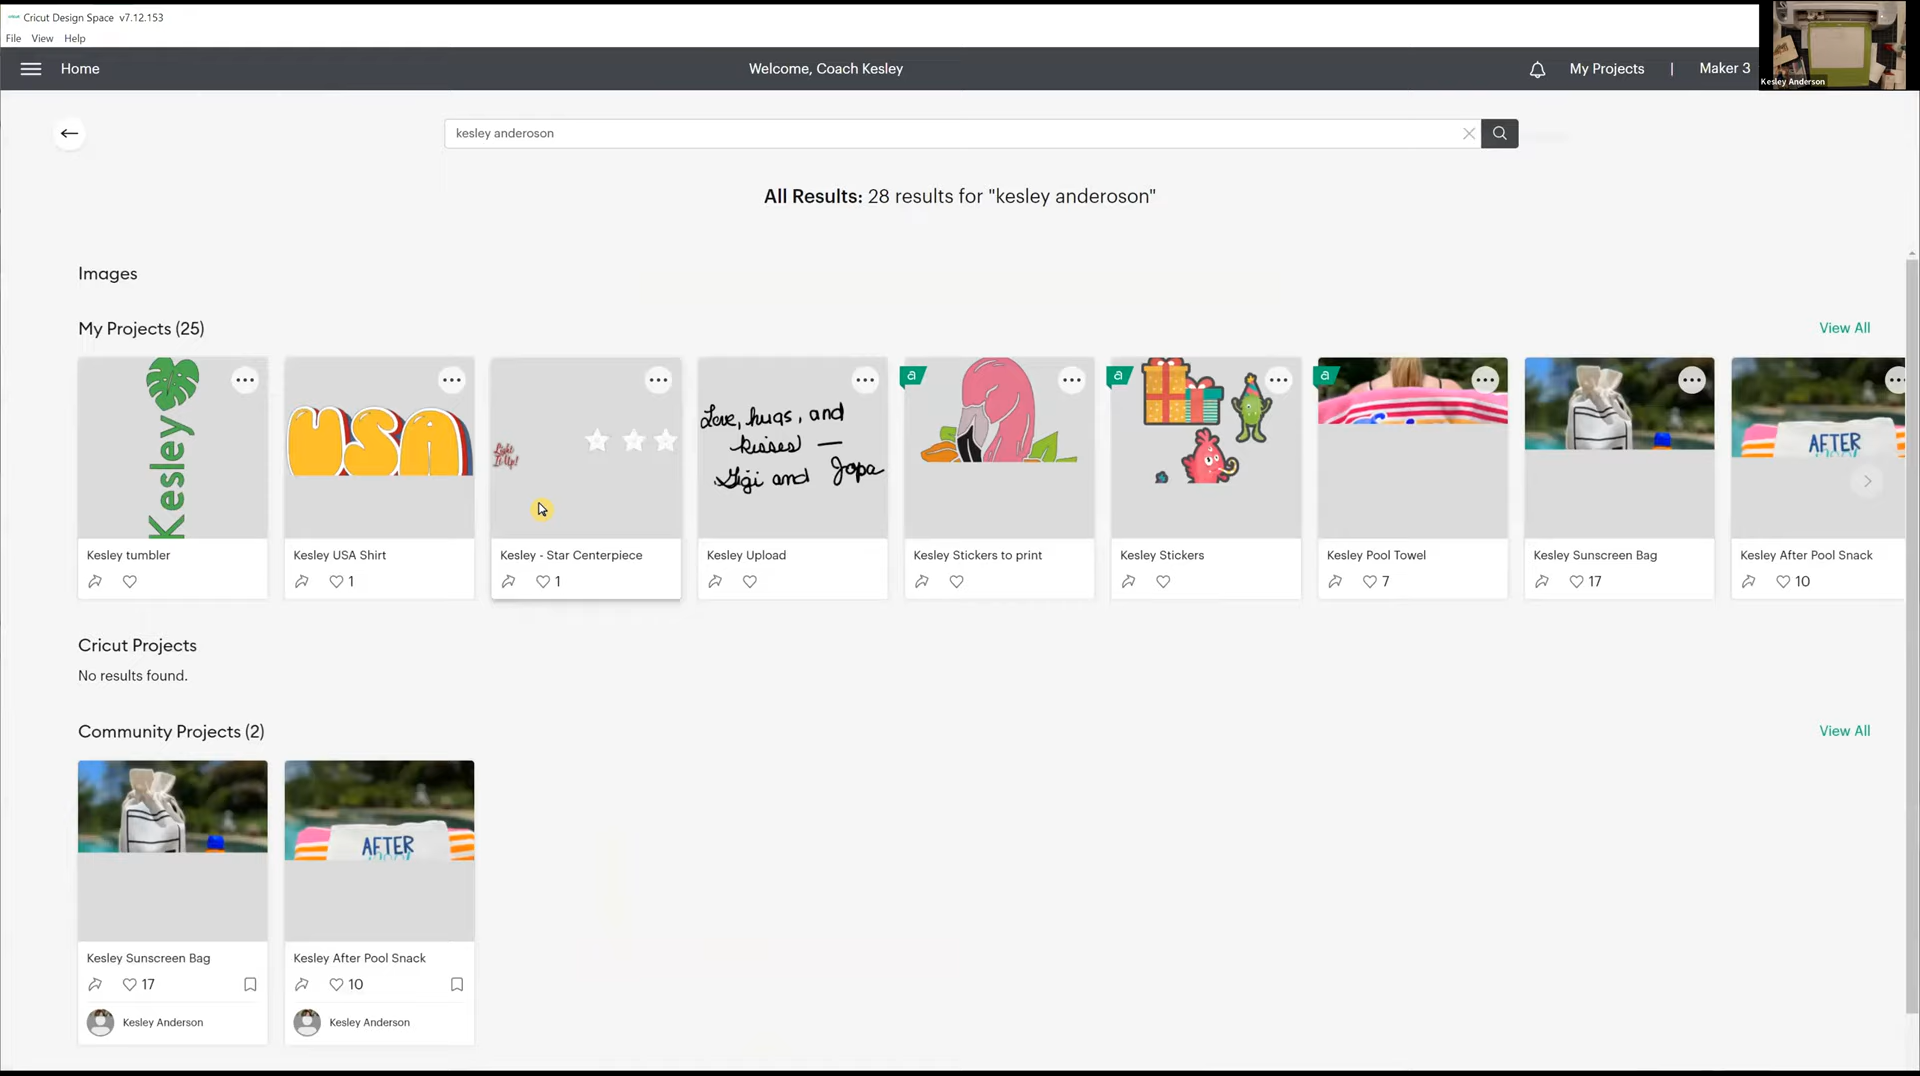 Cricut Design Space v7.12.153
File View Help
Home
Welcome, Coach Kesley
My Projects | Maker 3
Kesley Anderson
kesley anderoson
All Results: 28 results for "kesley anderoson"
Images
My Projects (25)
View All
Kesley
USA
Light It Up!
Love, hugs, and
kisses —
Gigi and Jopa
a
a
a
AFTER
Kesley tumbler
Kesley USA Shirt
1
Kesley - Star Centerpiece
1
Kesley Upload
Kesley Stickers to print
Kesley Stickers
Kesley Pool Towel
7
Kesley Sunscreen Bag
17
Kesley After Pool Snack
10
Cricut Projects
No results found.
Community Projects (2)
View All
AFTER
Kesley Sunscreen Bag
17
Kesley Anderson
Kesley After Pool Snack
10
Kesley Anderson